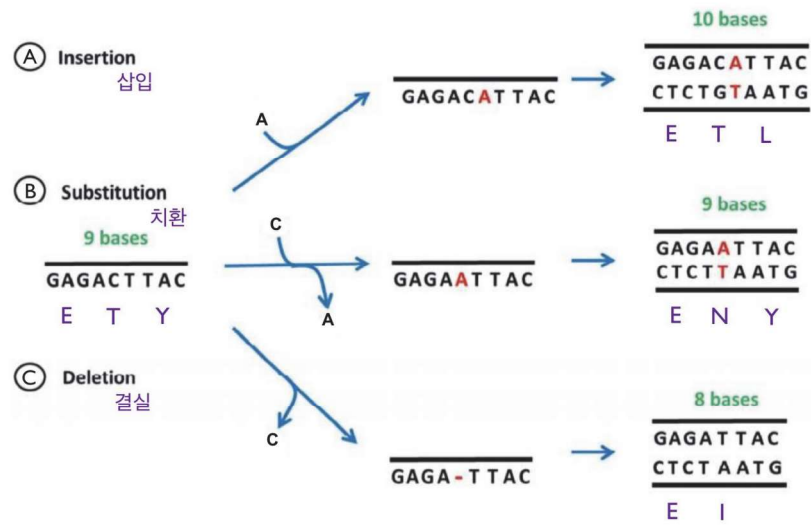 A Insertion
삽입
A
GAGACATTAC
10 bases
GAGACATTAC
CTCTGTAATG
E T L
B Substitution
치환
9 bases
GAGACTTAC
E T Y
C
A
GAGAATTAC
9 bases
GAGAATTAC
CTCTTAATG
E N Y
C Deletion
결실
C
GAGA-TTAC
8 bases
GAGATTAC
CTCTAATG
E I